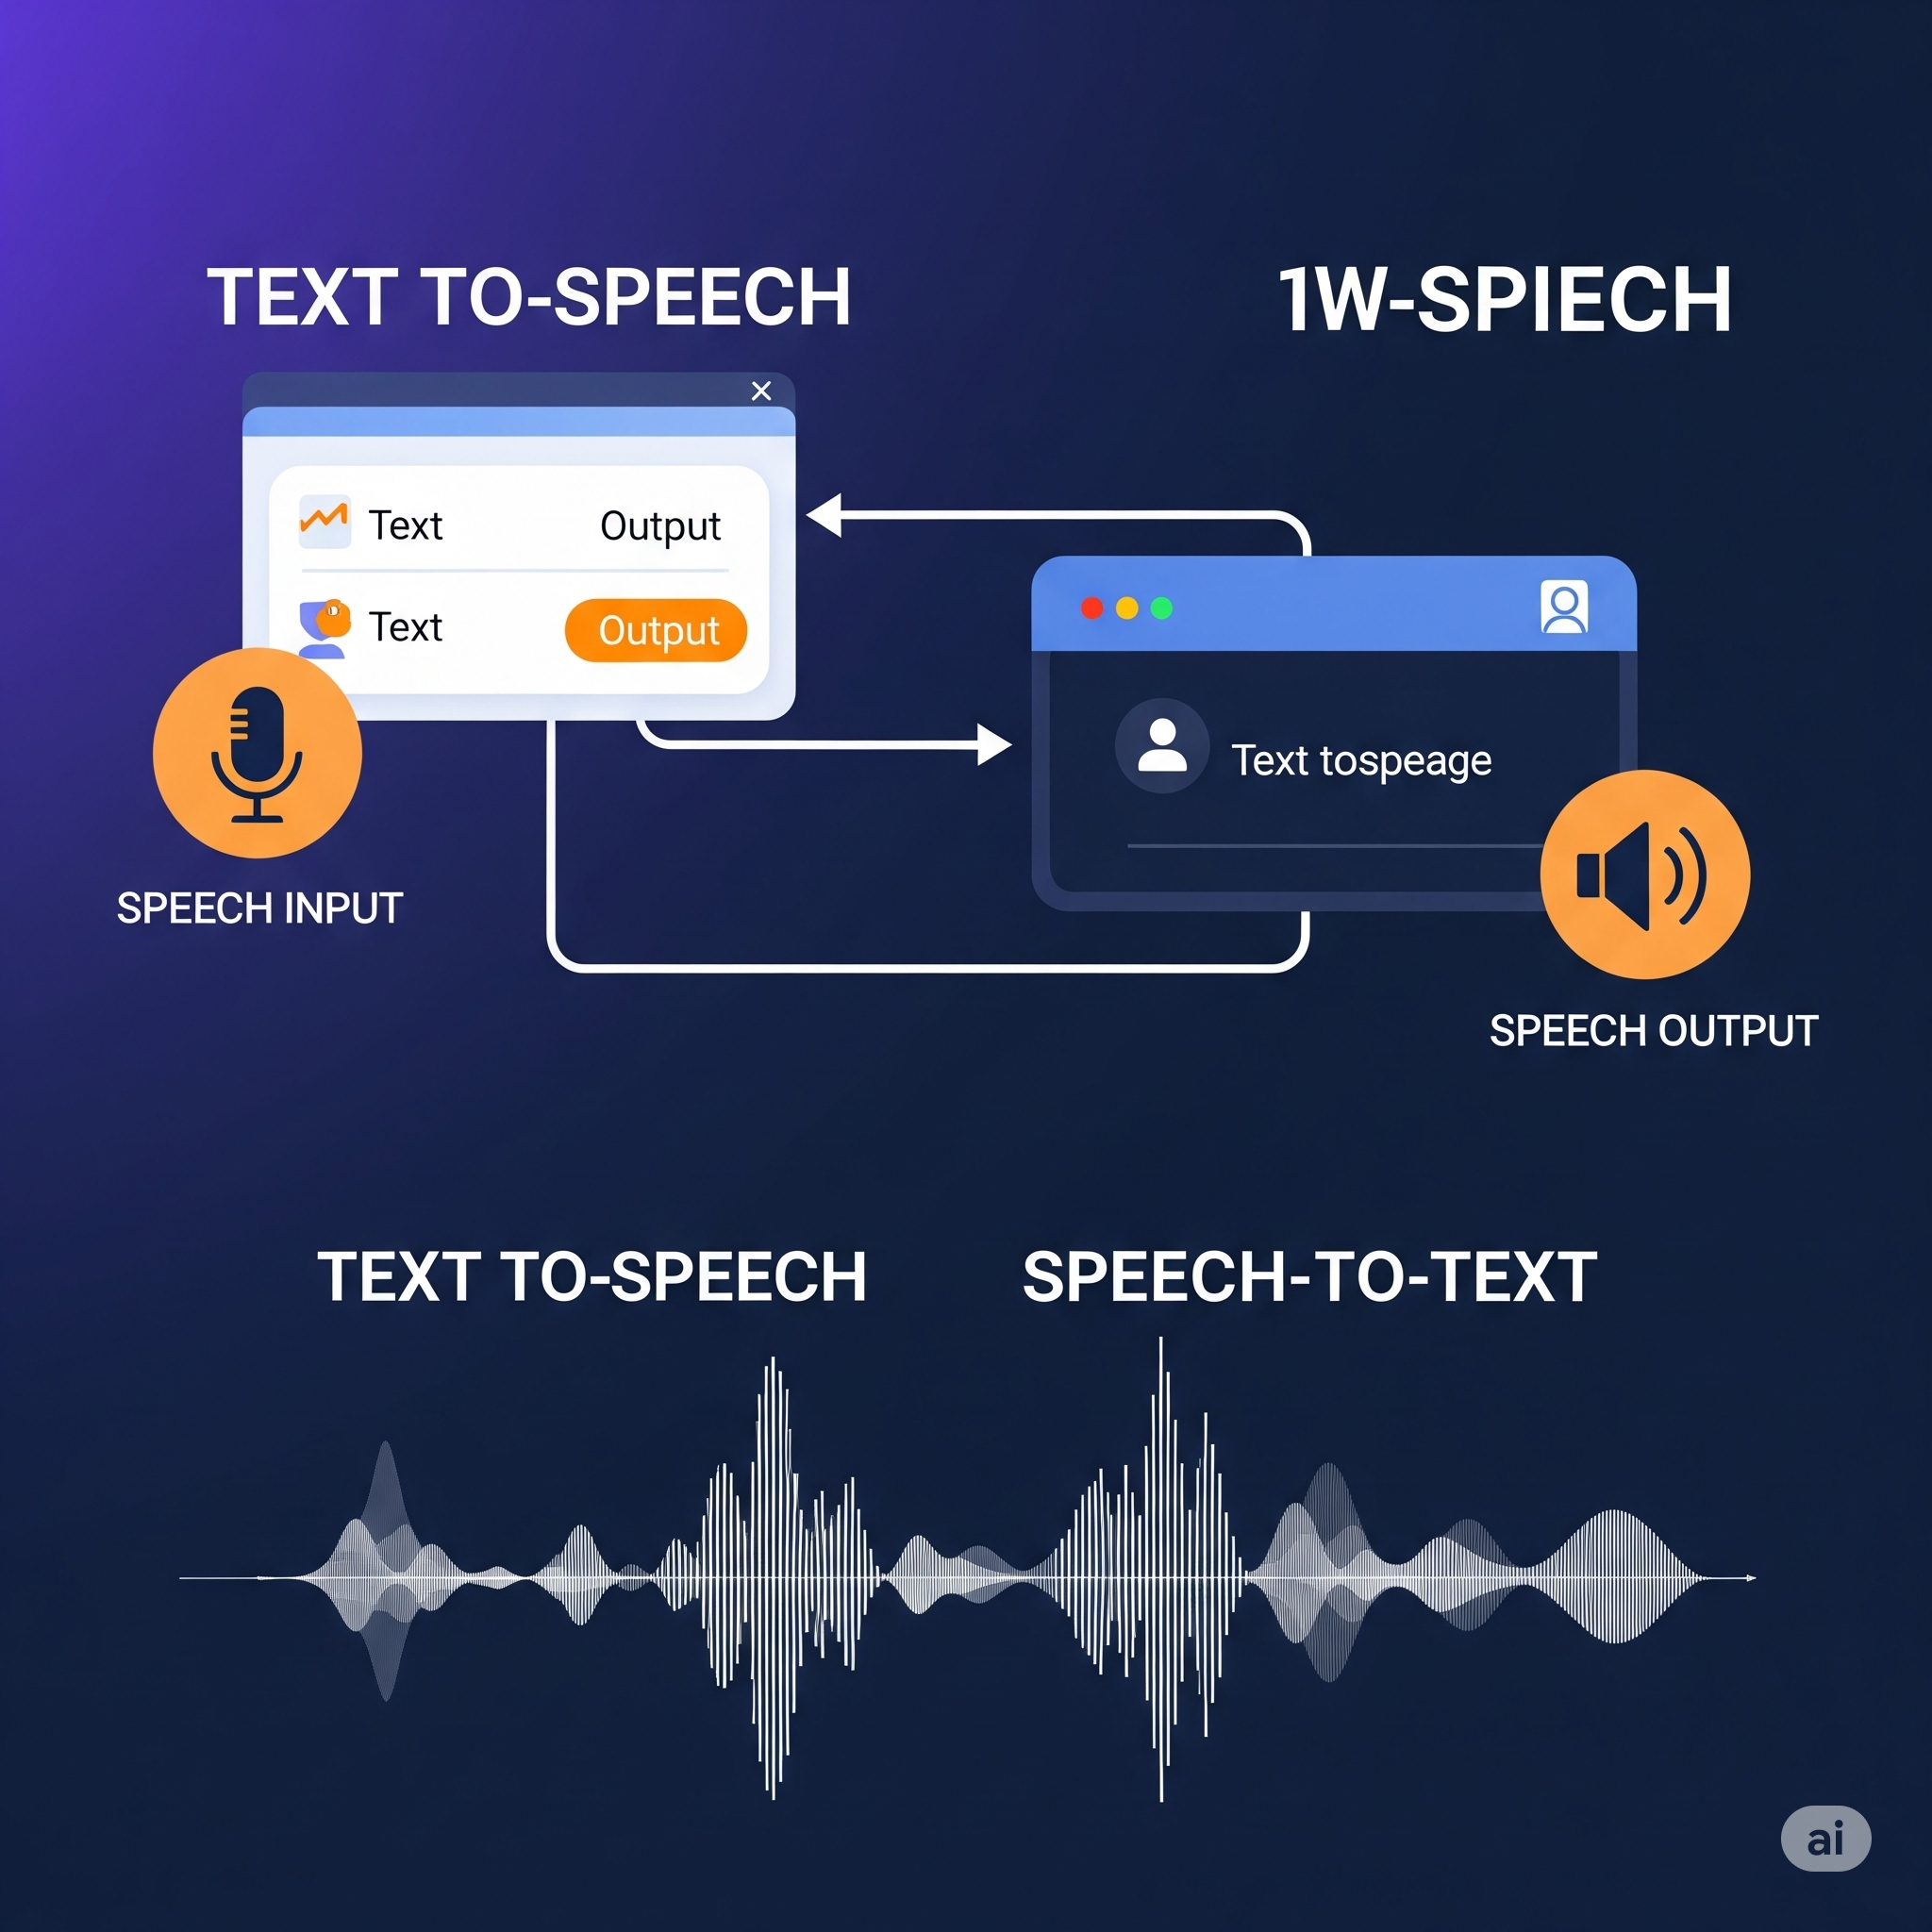 TEXT TO-SPEECH
1W-SPIECH
Text Output
Text Output
Text tospeage
SPEECH INPUT
SPEECH OUTPUT
TEXT TO-SPEECH
SPEECH-TO-TEXT
ai